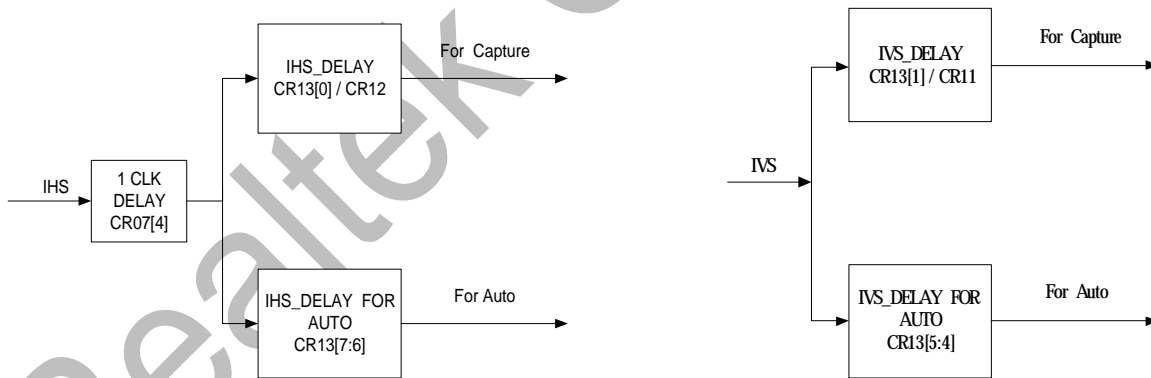 IHS
1 CLK
DELAY
CR07[4]
IHS_DELAY
CR13[0] / CR12
For Capture
IHS_DELAY FOR
AUTO
CR13[7:6]
For Auto
IVS
IVS_DELAY
CR13[1] / CR11
For Capture
IVS_DELAY FOR
AUTO
CR13[5:4]
For Auto
Realtek